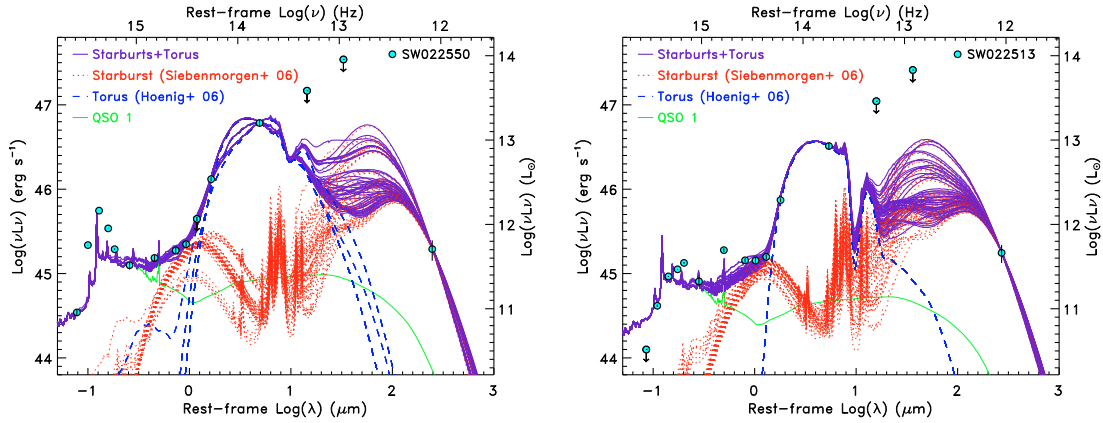 Rest-frame Log(ν) (Hz)
15 14 13 12
Starbursts+Torus
Starburst (Siebenmorgen+ 06)
Torus (Hoenig+ 06)
QSO 1
SW022550
Log(νLν) (erg s⁻¹)
47
46
45
44
Log(νLν) (L⊙)
14
13
12
11
−1 0 1 2 3
Rest-frame Log(λ) (μm)
Rest-frame Log(ν) (Hz)
15 14 13 12
Starburts+Torus
Starburst (Siebenmorgen+ 06)
Torus (Hoenig+ 06)
QSO 1
SW022513
Log(νLν) (erg s⁻¹)
47
46
45
44
Log(νLν) (L⊙)
14
13
12
11
−1 0 1 2 3
Rest-frame Log(λ) (μm)